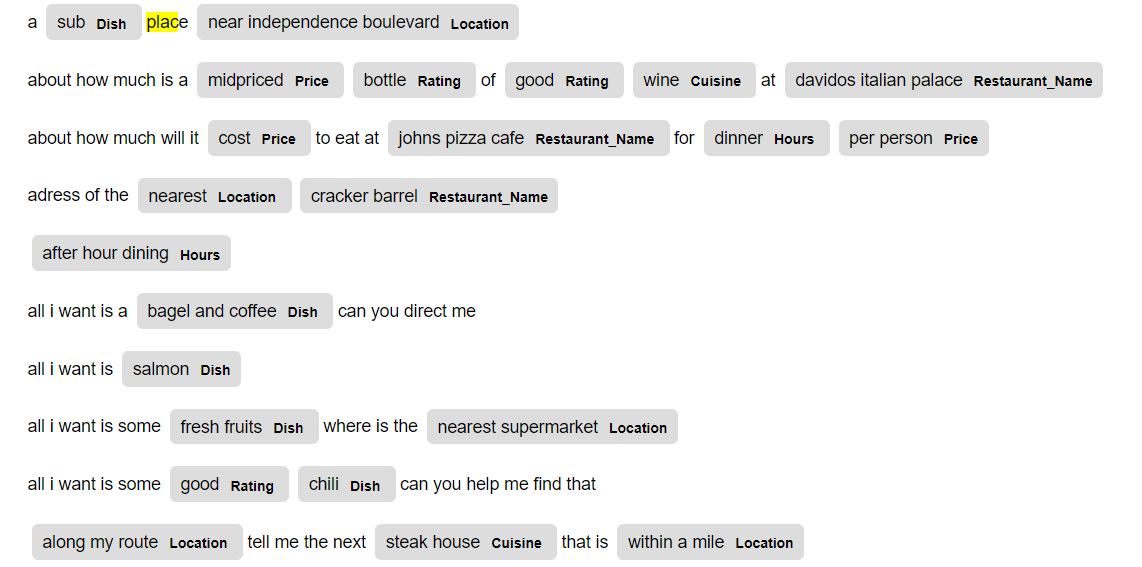 a sub Dish place near independence boulevard Location
about how much is a midpriced Price bottle Rating of good Rating wine Cuisine at davidos italian palace Restaurant_Name
about how much will it cost Price to eat at johns pizza cafe Restaurant_Name for dinner Hours per person Price
adress of the nearest Location cracker barrel Restaurant_Name
after hour dining Hours
all i want is a bagel and coffee Dish can you direct me
all i want is salmon Dish
all i want is some fresh fruits Dish where is the nearest supermarket Location
all i want is some good Rating chili Dish can you help me find that
along my route Location tell me the next steak house Cuisine that is within a mile Location